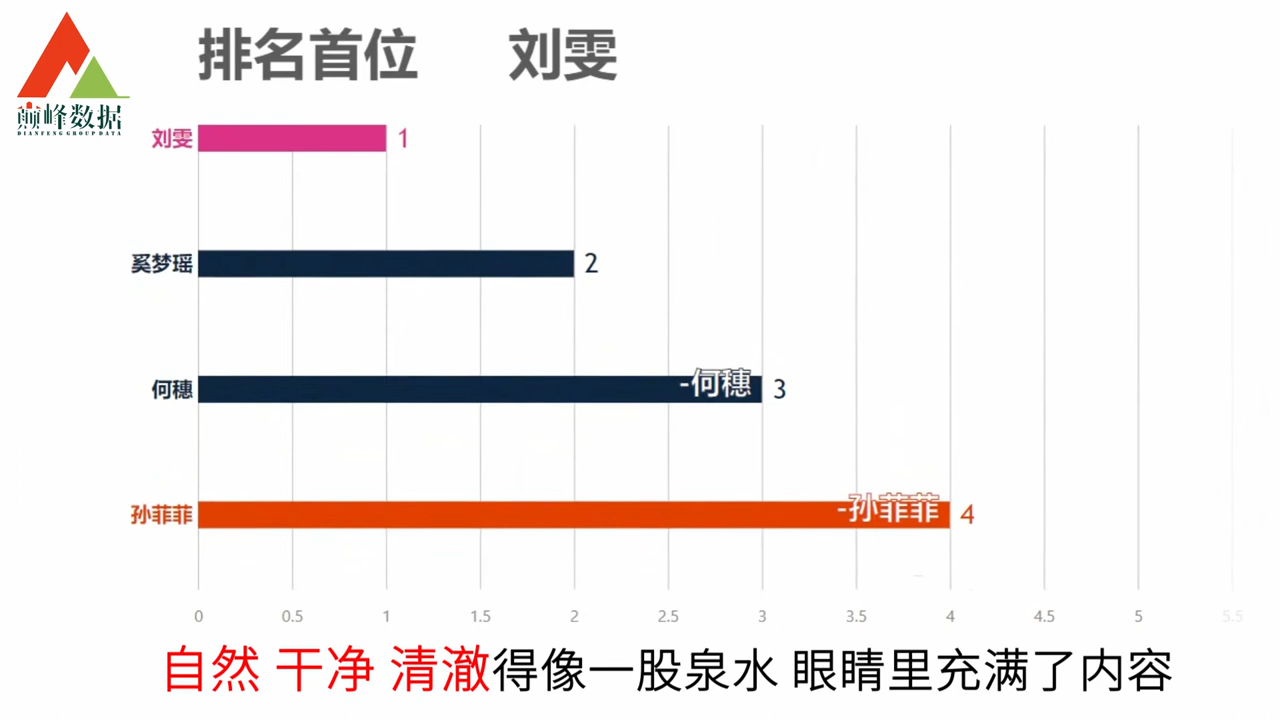 排名首位 刘雯
巅峰数据
DIANFENG GROUP DATA
刘雯 1
奚梦瑶 2
何穗 -何穗 3
孙菲菲 -孙菲菲 4
0 0.5 1 1.5 2 2.5 3 3.5 4 4.5 5 5.5
自然 干净 清澈得像一股泉水 眼睛里充满了内容